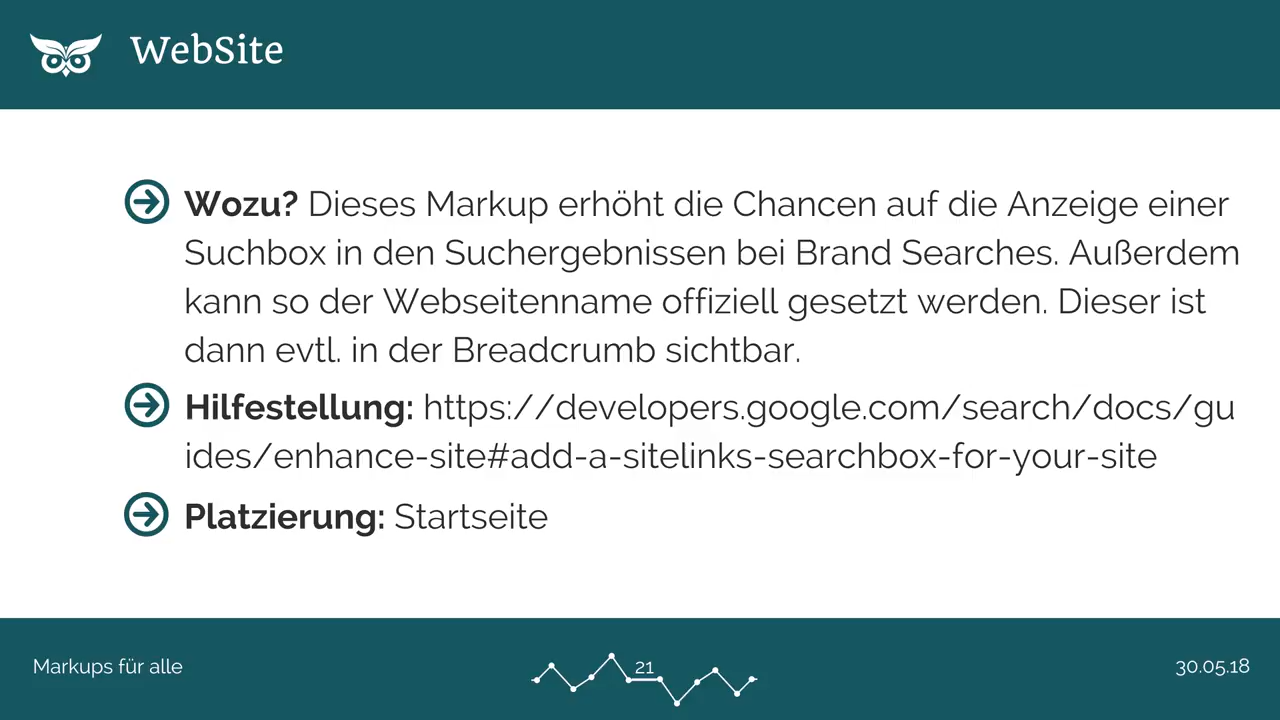 WebSite
Wozu? Dieses Markup erhöht die Chancen auf die Anzeige einer
Suchbox in den Suchergebnissen bei Brand Searches. Außerdem
kann so der Webseitenname offiziell gesetzt werden. Dieser ist
dann evtl. in der Breadcrumb sichtbar.
Hilfestellung: https://developers.google.com/search/docs/gu
ides/enhance-site#add-a-sitelinks-searchbox-for-your-site
Platzierung: Startseite
Markups für alle
21
30.05.18